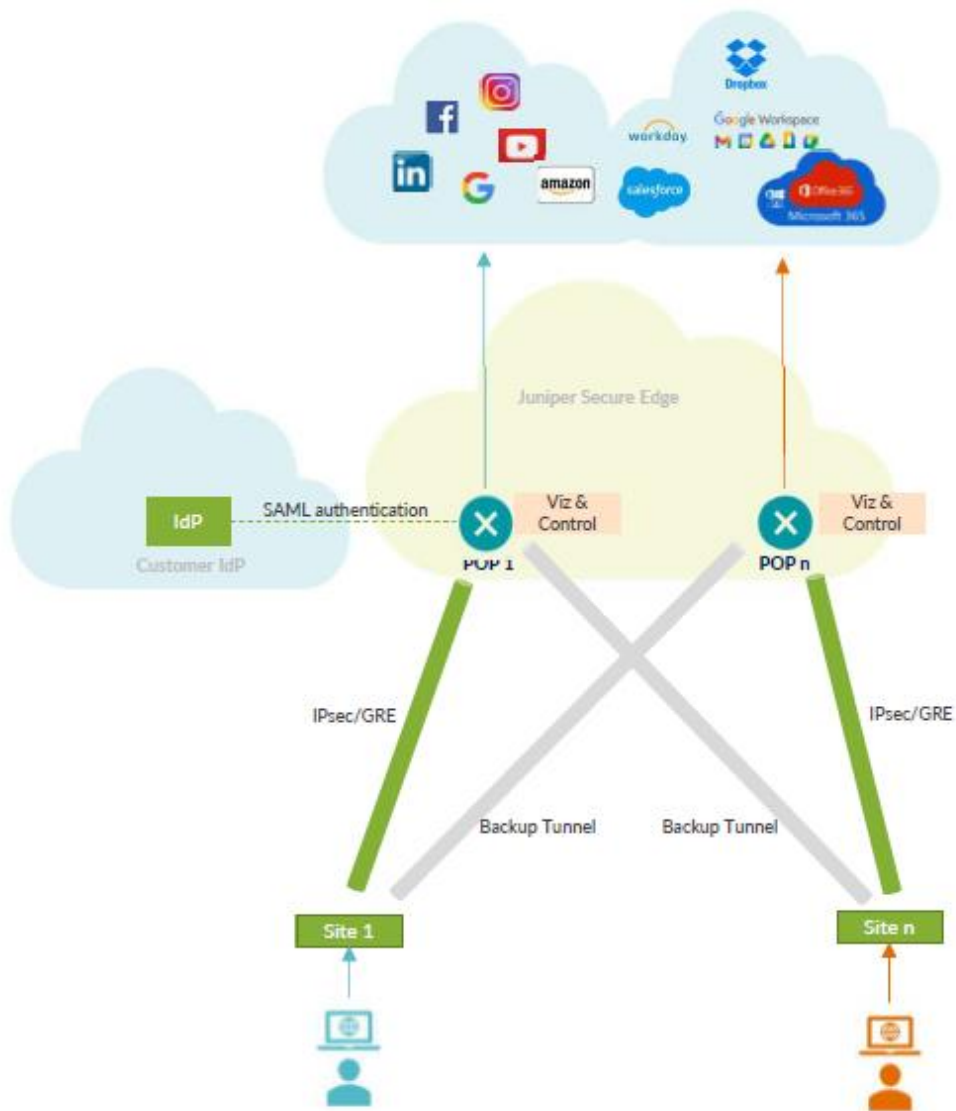 Dropbox
Google Workspace
workday
in
amazon
salesforce
Office 365
Microsoft 365
Juniper Secure Edge
IdP
SAML authentication
Viz &
Control
Viz &
Control
Customer IdP
POP 1
POP n
IPsec/GRE
IPsec/GRE
Backup Tunnel
Backup Tunnel
Site 1
Site n